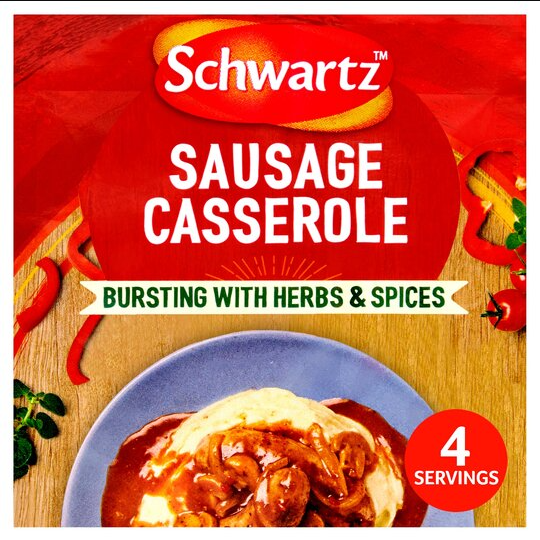 Schwartz™
SAUSAGE
CASSEROLE
BURSTING WITH HERBS & SPICES
4
SERVINGS